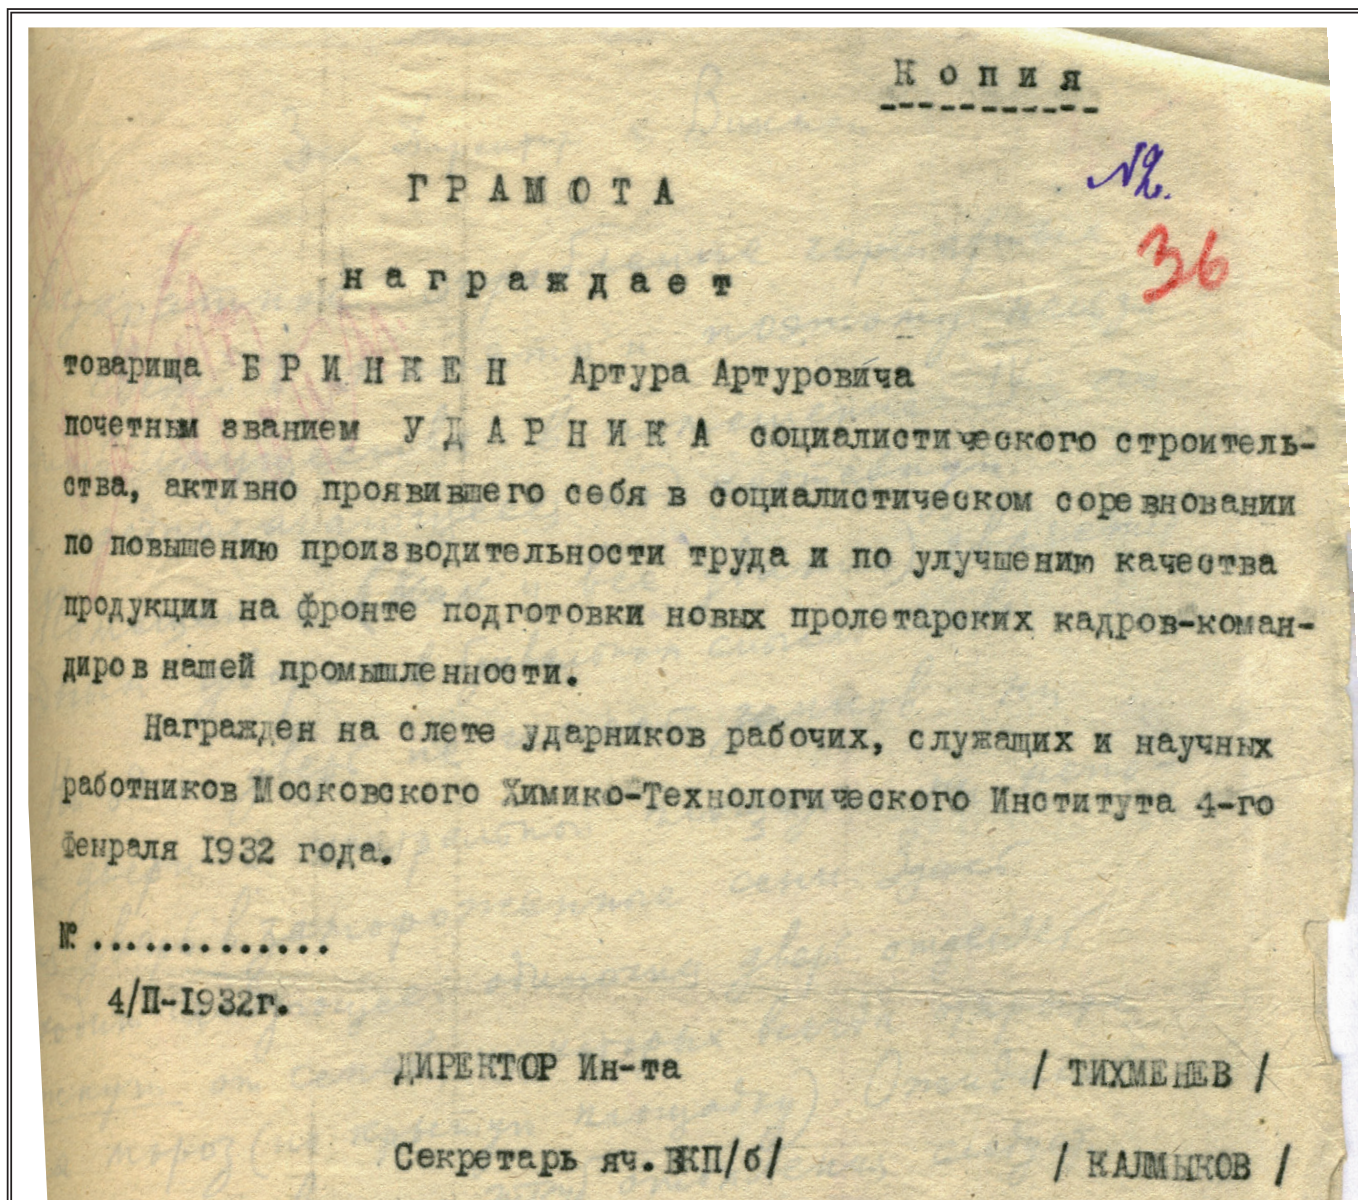 К о п и я
№2.
36
Г Р А М О Т А
н а г р а ж д а е т
товарища Б Р И Н К Е Н Артура Артуровича
почетным званием У Д А Р Н И К А социалистического строитель-
ства, активно проявившего себя в социалистическом соревновании
по повышению производительности труда и по улучшению качества
продукции на фронте подготовки новых пролетарских кадров-коман-
диров нашей промышленности.
Награжден на слете ударников рабочих, служащих и научных
работников Московского Химико-Технологического Института 4-го
Февраля I932 года.
№ .............
4/П-I932г.
ДИРЕКТОР Ин-та / ТИХМЕНЕВ /
Секретарь яч. ВКП/б/ / КАЛМЫКОВ /